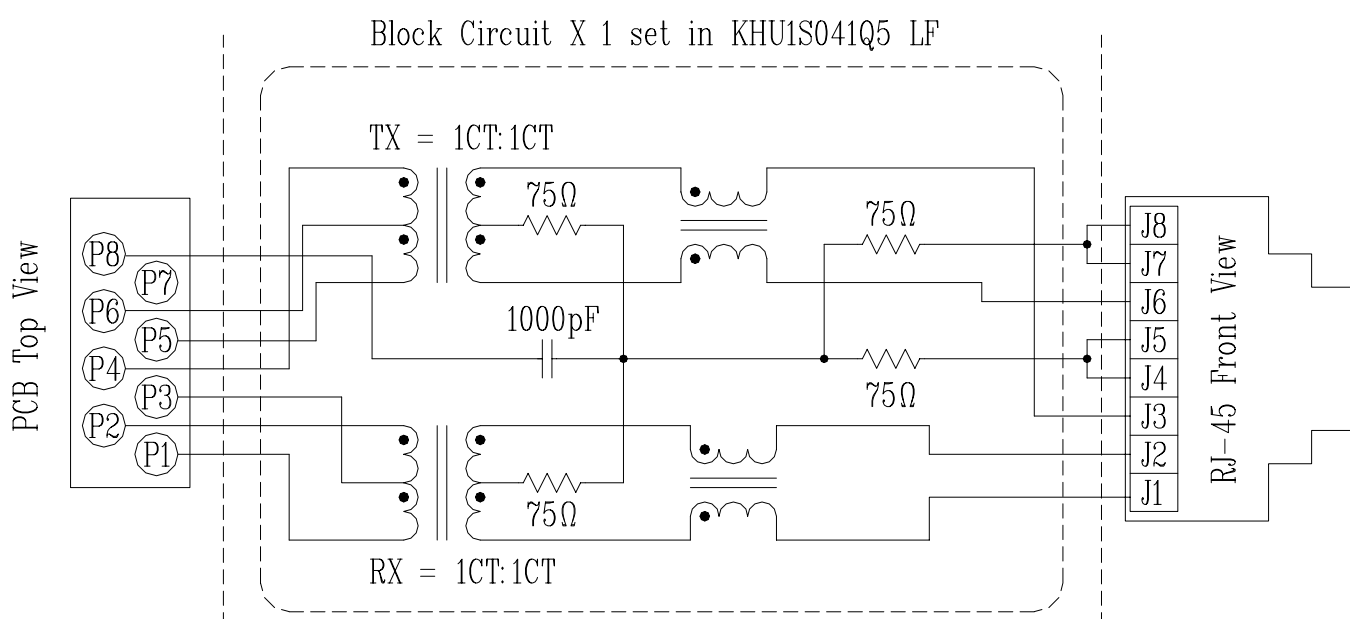 Block Circuit X 1 set in KHU1S041Q5 LF
TX = 1CT:1CT
75Ω
75Ω
1000pF
75Ω
75Ω
RX = 1CT:1CT
PCB Top View
P8
P7
P6
P5
P4
P3
P2
P1
J8
J7
J6
J5
J4
J3
J2
J1
RJ-45 Front View